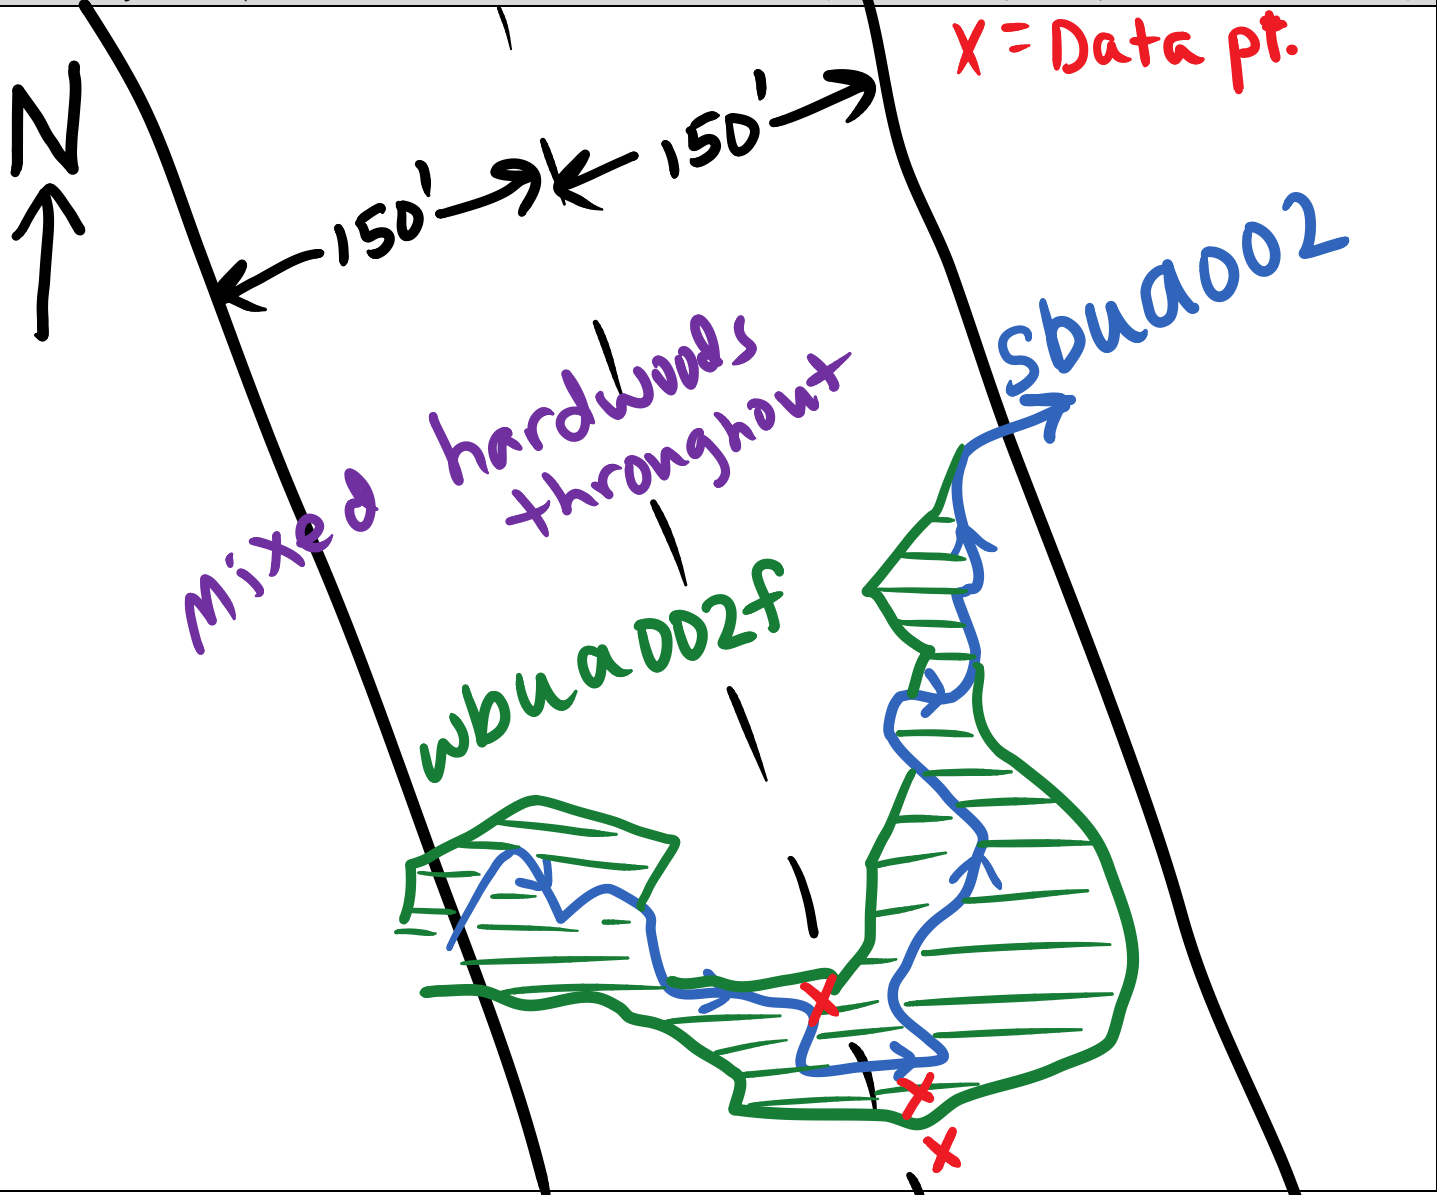 X = Data pt.
N
150'
150'
sbua002
Mixed hardwoods
throughout
wbua002f
X
X
X